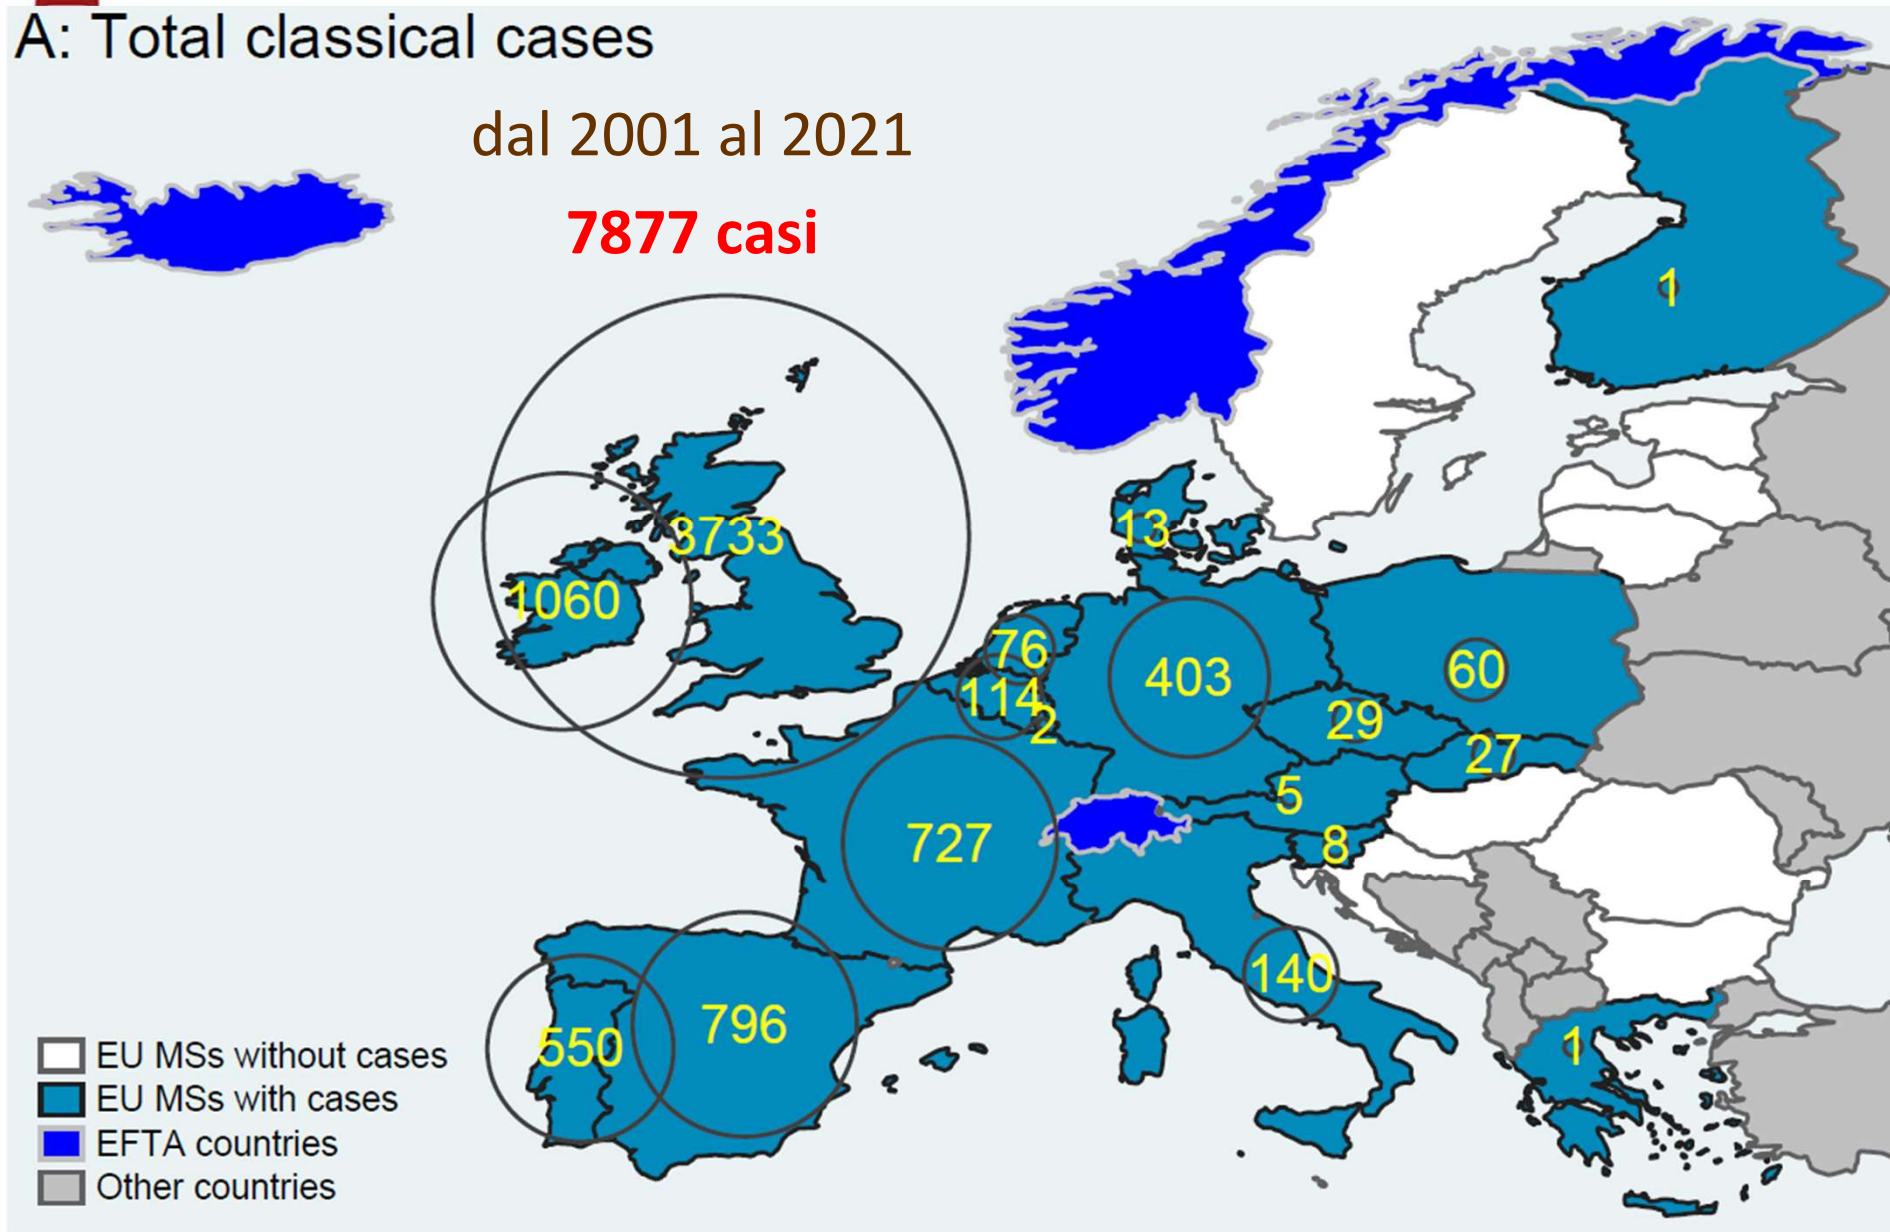 A: Total classical cases
dal 2001 al 2021
7877 casi
1
3733
13
1060
76
403
60
114
2
29
27
5
727
8
140
796
550
1
EU MSs without cases
EU MSs with cases
EFTA countries
Other countries